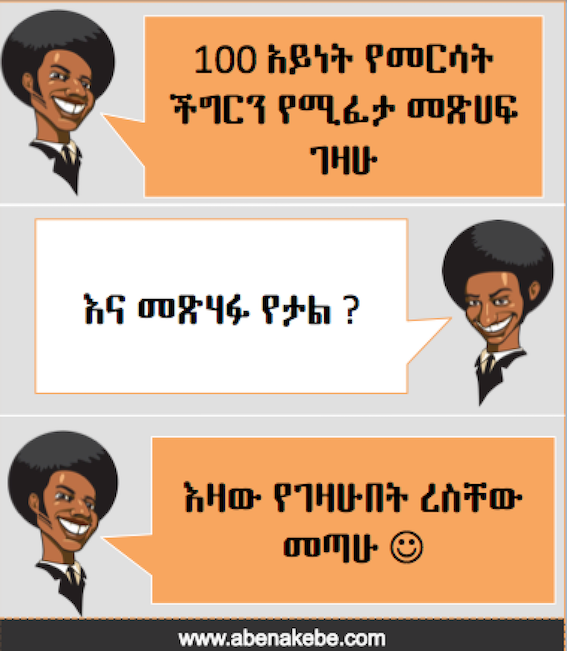 100 አይነት የመርሳት
ችግርን የሚፈታ መጽሀፍ
ገዛሁ
እና መጽሃፉ የታል ?
እዛው የገዛሁበት ረስቸው
መጣሁ ☺
www.abenakebe.com